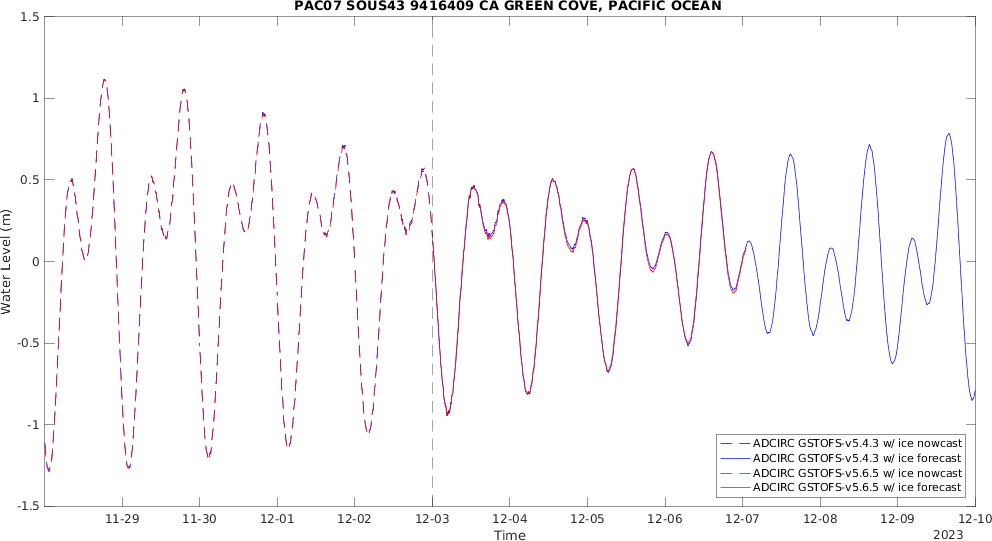 PAC07 SOUS43 9416409 CA GREEN COVE, PACIFIC OCEAN
1.5
1
0.5
0
-0.5
-1
-1.5
Water Level (m)
ADCIRC GSTOFS-v5.4.3 w/ ice nowcast
ADCIRC GSTOFS-v5.4.3 w/ ice forecast
ADCIRC GSTOFS-v5.6.5 w/ ice nowcast
ADCIRC GSTOFS-v5.6.5 w/ ice forecast
11-29 11-30 12-01 12-02 12-03 12-04 12-05 12-06 12-07 12-08 12-09 12-10
Time
2023